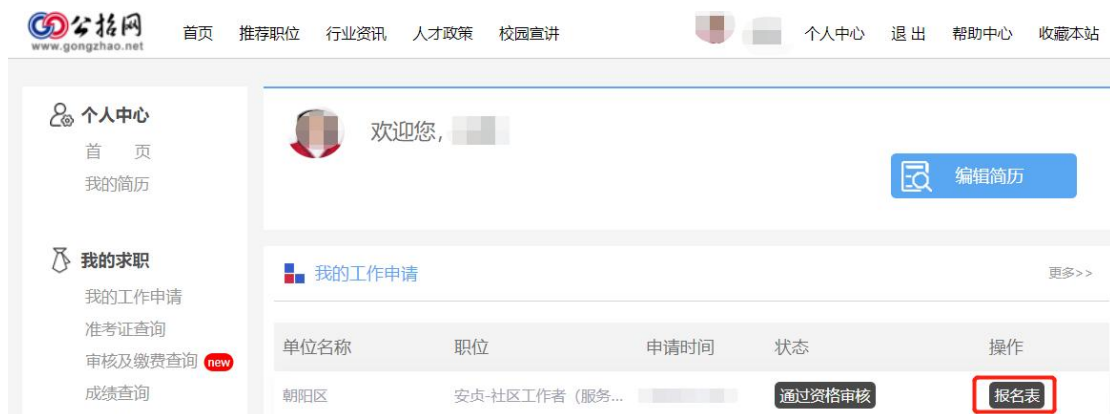 公招网
www.gongzhao.net
首页 推荐职位 行业资讯 人才政策 校园宣讲 个人中心 退出 帮助中心 收藏本站
个人中心
首 页
我的简历
欢迎您,
编辑简历
我的求职
我的工作申请
准考证查询
审核及缴费查询 new
成绩查询
我的工作申请 更多>>
单位名称 职位 申请时间 状态 操作
朝阳区 安贞-社区工作者（服务... 通过资格审核 报名表